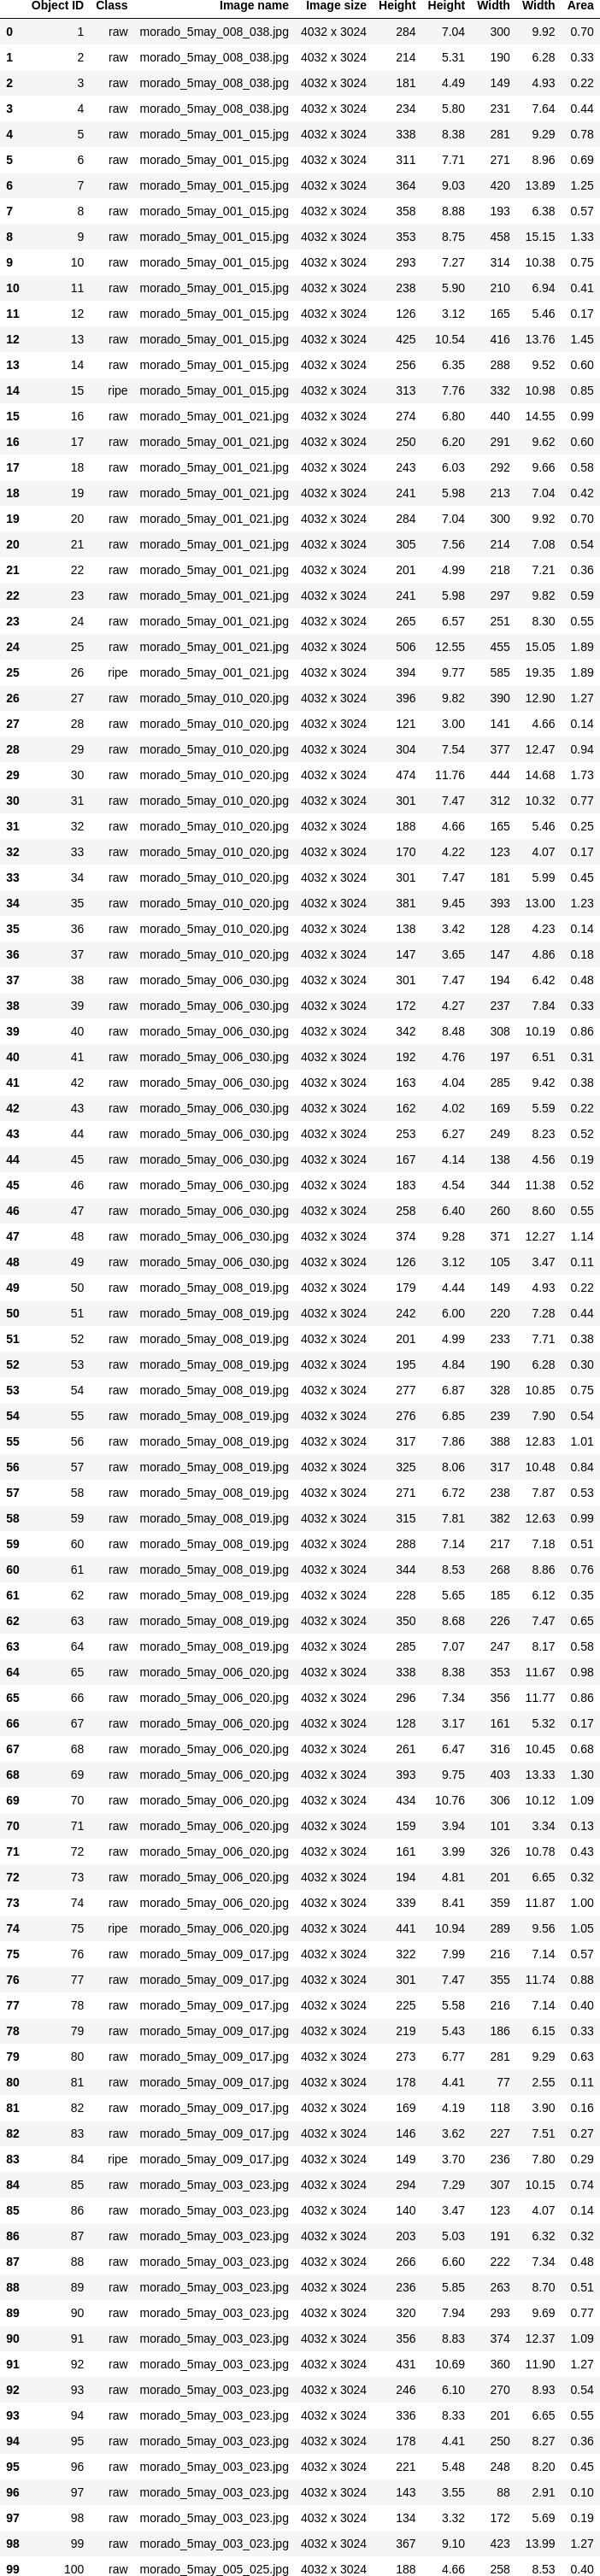 Object ID Class Image name Image size Height Height Width Width Area
0 1 raw morado_5may_008_038.jpg 4032 x 3024 284 7.04 300 9.92 0.70
1 2 raw morado_5may_008_038.jpg 4032 x 3024 214 5.31 190 6.28 0.33
2 3 raw morado_5may_008_038.jpg 4032 x 3024 181 4.49 149 4.93 0.22
3 4 raw morado_5may_008_038.jpg 4032 x 3024 234 5.80 231 7.64 0.44
4 5 raw morado_5may_001_015.jpg 4032 x 3024 338 8.38 281 9.29 0.78
5 6 raw morado_5may_001_015.jpg 4032 x 3024 311 7.71 271 8.96 0.69
6 7 raw morado_5may_001_015.jpg 4032 x 3024 364 9.03 420 13.89 1.25
7 8 raw morado_5may_001_015.jpg 4032 x 3024 358 8.88 193 6.38 0.57
8 9 raw morado_5may_001_015.jpg 4032 x 3024 353 8.75 458 15.15 1.33
9 10 raw morado_5may_001_015.jpg 4032 x 3024 293 7.27 314 10.38 0.75
10 11 raw morado_5may_001_015.jpg 4032 x 3024 238 5.90 210 6.94 0.41
11 12 raw morado_5may_001_015.jpg 4032 x 3024 126 3.12 165 5.46 0.17
12 13 raw morado_5may_001_015.jpg 4032 x 3024 425 10.54 416 13.76 1.45
13 14 raw morado_5may_001_015.jpg 4032 x 3024 256 6.35 288 9.52 0.60
14 15 ripe morado_5may_001_015.jpg 4032 x 3024 313 7.76 332 10.98 0.85
15 16 raw morado_5may_001_021.jpg 4032 x 3024 274 6.80 440 14.55 0.99
16 17 raw morado_5may_001_021.jpg 4032 x 3024 250 6.20 291 9.62 0.60
17 18 raw morado_5may_001_021.jpg 4032 x 3024 243 6.03 292 9.66 0.58
18 19 raw morado_5may_001_021.jpg 4032 x 3024 241 5.98 213 7.04 0.42
19 20 raw morado_5may_001_021.jpg 4032 x 3024 284 7.04 300 9.92 0.70
20 21 raw morado_5may_001_021.jpg 4032 x 3024 305 7.56 214 7.08 0.54
21 22 raw morado_5may_001_021.jpg 4032 x 3024 201 4.99 218 7.21 0.36
22 23 raw morado_5may_001_021.jpg 4032 x 3024 241 5.98 297 9.82 0.59
23 24 raw morado_5may_001_021.jpg 4032 x 3024 265 6.57 251 8.30 0.55
24 25 raw morado_5may_001_021.jpg 4032 x 3024 506 12.55 455 15.05 1.89
25 26 ripe morado_5may_001_021.jpg 4032 x 3024 394 9.77 585 19.35 1.89
26 27 raw morado_5may_010_020.jpg 4032 x 3024 396 9.82 390 12.90 1.27
27 28 raw morado_5may_010_020.jpg 4032 x 3024 121 3.00 141 4.66 0.14
28 29 raw morado_5may_010_020.jpg 4032 x 3024 304 7.54 377 12.47 0.94
29 30 raw morado_5may_010_020.jpg 4032 x 3024 474 11.76 444 14.68 1.73
30 31 raw morado_5may_010_020.jpg 4032 x 3024 301 7.47 312 10.32 0.77
31 32 raw morado_5may_010_020.jpg 4032 x 3024 188 4.66 165 5.46 0.25
32 33 raw morado_5may_010_020.jpg 4032 x 3024 170 4.22 123 4.07 0.17
33 34 raw morado_5may_010_020.jpg 4032 x 3024 301 7.47 181 5.99 0.45
34 35 raw morado_5may_010_020.jpg 4032 x 3024 381 9.45 393 13.00 1.23
35 36 raw morado_5may_010_020.jpg 4032 x 3024 138 3.42 128 4.23 0.14
36 37 raw morado_5may_010_020.jpg 4032 x 3024 147 3.65 147 4.86 0.18
37 38 raw morado_5may_006_030.jpg 4032 x 3024 301 7.47 194 6.42 0.48
38 39 raw morado_5may_006_030.jpg 4032 x 3024 172 4.27 237 7.84 0.33
39 40 raw morado_5may_006_030.jpg 4032 x 3024 342 8.48 308 10.19 0.86
40 41 raw morado_5may_006_030.jpg 4032 x 3024 192 4.76 197 6.51 0.31
41 42 raw morado_5may_006_030.jpg 4032 x 3024 163 4.04 285 9.42 0.38
42 43 raw morado_5may_006_030.jpg 4032 x 3024 162 4.02 169 5.59 0.22
43 44 raw morado_5may_006_030.jpg 4032 x 3024 253 6.27 249 8.23 0.52
44 45 raw morado_5may_006_030.jpg 4032 x 3024 167 4.14 138 4.56 0.19
45 46 raw morado_5may_006_030.jpg 4032 x 3024 183 4.54 344 11.38 0.52
46 47 raw morado_5may_006_030.jpg 4032 x 3024 258 6.40 260 8.60 0.55
47 48 raw morado_5may_006_030.jpg 4032 x 3024 374 9.28 371 12.27 1.14
48 49 raw morado_5may_006_030.jpg 4032 x 3024 126 3.12 105 3.47 0.11
49 50 raw morado_5may_008_019.jpg 4032 x 3024 179 4.44 149 4.93 0.22
50 51 raw morado_5may_008_019.jpg 4032 x 3024 242 6.00 220 7.28 0.44
51 52 raw morado_5may_008_019.jpg 4032 x 3024 201 4.99 233 7.71 0.38
52 53 raw morado_5may_008_019.jpg 4032 x 3024 195 4.84 190 6.28 0.30
53 54 raw morado_5may_008_019.jpg 4032 x 3024 277 6.87 328 10.85 0.75
54 55 raw morado_5may_008_019.jpg 4032 x 3024 276 6.85 239 7.90 0.54
55 56 raw morado_5may_008_019.jpg 4032 x 3024 317 7.86 388 12.83 1.01
56 57 raw morado_5may_008_019.jpg 4032 x 3024 325 8.06 317 10.48 0.84
57 58 raw morado_5may_008_019.jpg 4032 x 3024 271 6.72 238 7.87 0.53
58 59 raw morado_5may_008_019.jpg 4032 x 3024 315 7.81 382 12.63 0.99
59 60 raw morado_5may_008_019.jpg 4032 x 3024 288 7.14 217 7.18 0.51
60 61 raw morado_5may_008_019.jpg 4032 x 3024 344 8.53 268 8.86 0.76
61 62 raw morado_5may_008_019.jpg 4032 x 3024 228 5.65 185 6.12 0.35
62 63 raw morado_5may_008_019.jpg 4032 x 3024 350 8.68 226 7.47 0.65
63 64 raw morado_5may_008_019.jpg 4032 x 3024 285 7.07 247 8.17 0.58
64 65 raw morado_5may_006_020.jpg 4032 x 3024 338 8.38 353 11.67 0.98
65 66 raw morado_5may_006_020.jpg 4032 x 3024 296 7.34 356 11.77 0.86
66 67 raw morado_5may_006_020.jpg 4032 x 3024 128 3.17 161 5.32 0.17
67 68 raw morado_5may_006_020.jpg 4032 x 3024 261 6.47 316 10.45 0.68
68 69 raw morado_5may_006_020.jpg 4032 x 3024 393 9.75 403 13.33 1.30
69 70 raw morado_5may_006_020.jpg 4032 x 3024 434 10.76 306 10.12 1.09
70 71 raw morado_5may_006_020.jpg 4032 x 3024 159 3.94 101 3.34 0.13
71 72 raw morado_5may_006_020.jpg 4032 x 3024 161 3.99 326 10.78 0.43
72 73 raw morado_5may_006_020.jpg 4032 x 3024 194 4.81 201 6.65 0.32
73 74 raw morado_5may_006_020.jpg 4032 x 3024 339 8.41 359 11.87 1.00
74 75 ripe morado_5may_006_020.jpg 4032 x 3024 441 10.94 289 9.56 1.05
75 76 raw morado_5may_009_017.jpg 4032 x 3024 322 7.99 216 7.14 0.57
76 77 raw morado_5may_009_017.jpg 4032 x 3024 301 7.47 355 11.74 0.88
77 78 raw morado_5may_009_017.jpg 4032 x 3024 225 5.58 216 7.14 0.40
78 79 raw morado_5may_009_017.jpg 4032 x 3024 219 5.43 186 6.15 0.33
79 80 raw morado_5may_009_017.jpg 4032 x 3024 273 6.77 281 9.29 0.63
80 81 raw morado_5may_009_017.jpg 4032 x 3024 178 4.41 77 2.55 0.11
81 82 raw morado_5may_009_017.jpg 4032 x 3024 169 4.19 118 3.90 0.16
82 83 raw morado_5may_009_017.jpg 4032 x 3024 146 3.62 227 7.51 0.27
83 84 ripe morado_5may_009_017.jpg 4032 x 3024 149 3.70 236 7.80 0.29
84 85 raw morado_5may_003_023.jpg 4032 x 3024 294 7.29 307 10.15 0.74
85 86 raw morado_5may_003_023.jpg 4032 x 3024 140 3.47 123 4.07 0.14
86 87 raw morado_5may_003_023.jpg 4032 x 3024 203 5.03 191 6.32 0.32
87 88 raw morado_5may_003_023.jpg 4032 x 3024 266 6.60 222 7.34 0.48
88 89 raw morado_5may_003_023.jpg 4032 x 3024 236 5.85 263 8.70 0.51
89 90 raw morado_5may_003_023.jpg 4032 x 3024 320 7.94 293 9.69 0.77
90 91 raw morado_5may_003_023.jpg 4032 x 3024 356 8.83 374 12.37 1.09
91 92 raw morado_5may_003_023.jpg 4032 x 3024 431 10.69 360 11.90 1.27
92 93 raw morado_5may_003_023.jpg 4032 x 3024 246 6.10 270 8.93 0.54
93 94 raw morado_5may_003_023.jpg 4032 x 3024 336 8.33 201 6.65 0.55
94 95 raw morado_5may_003_023.jpg 4032 x 3024 178 4.41 250 8.27 0.36
95 96 raw morado_5may_003_023.jpg 4032 x 3024 221 5.48 248 8.20 0.45
96 97 raw morado_5may_003_023.jpg 4032 x 3024 143 3.55 88 2.91 0.10
97 98 raw morado_5may_003_023.jpg 4032 x 3024 134 3.32 172 5.69 0.19
98 99 raw morado_5may_003_023.jpg 4032 x 3024 367 9.10 423 13.99 1.27
99 100 raw morado_5may_005_025.jpg 4032 x 3024 188 4.66 258 8.53 0.40